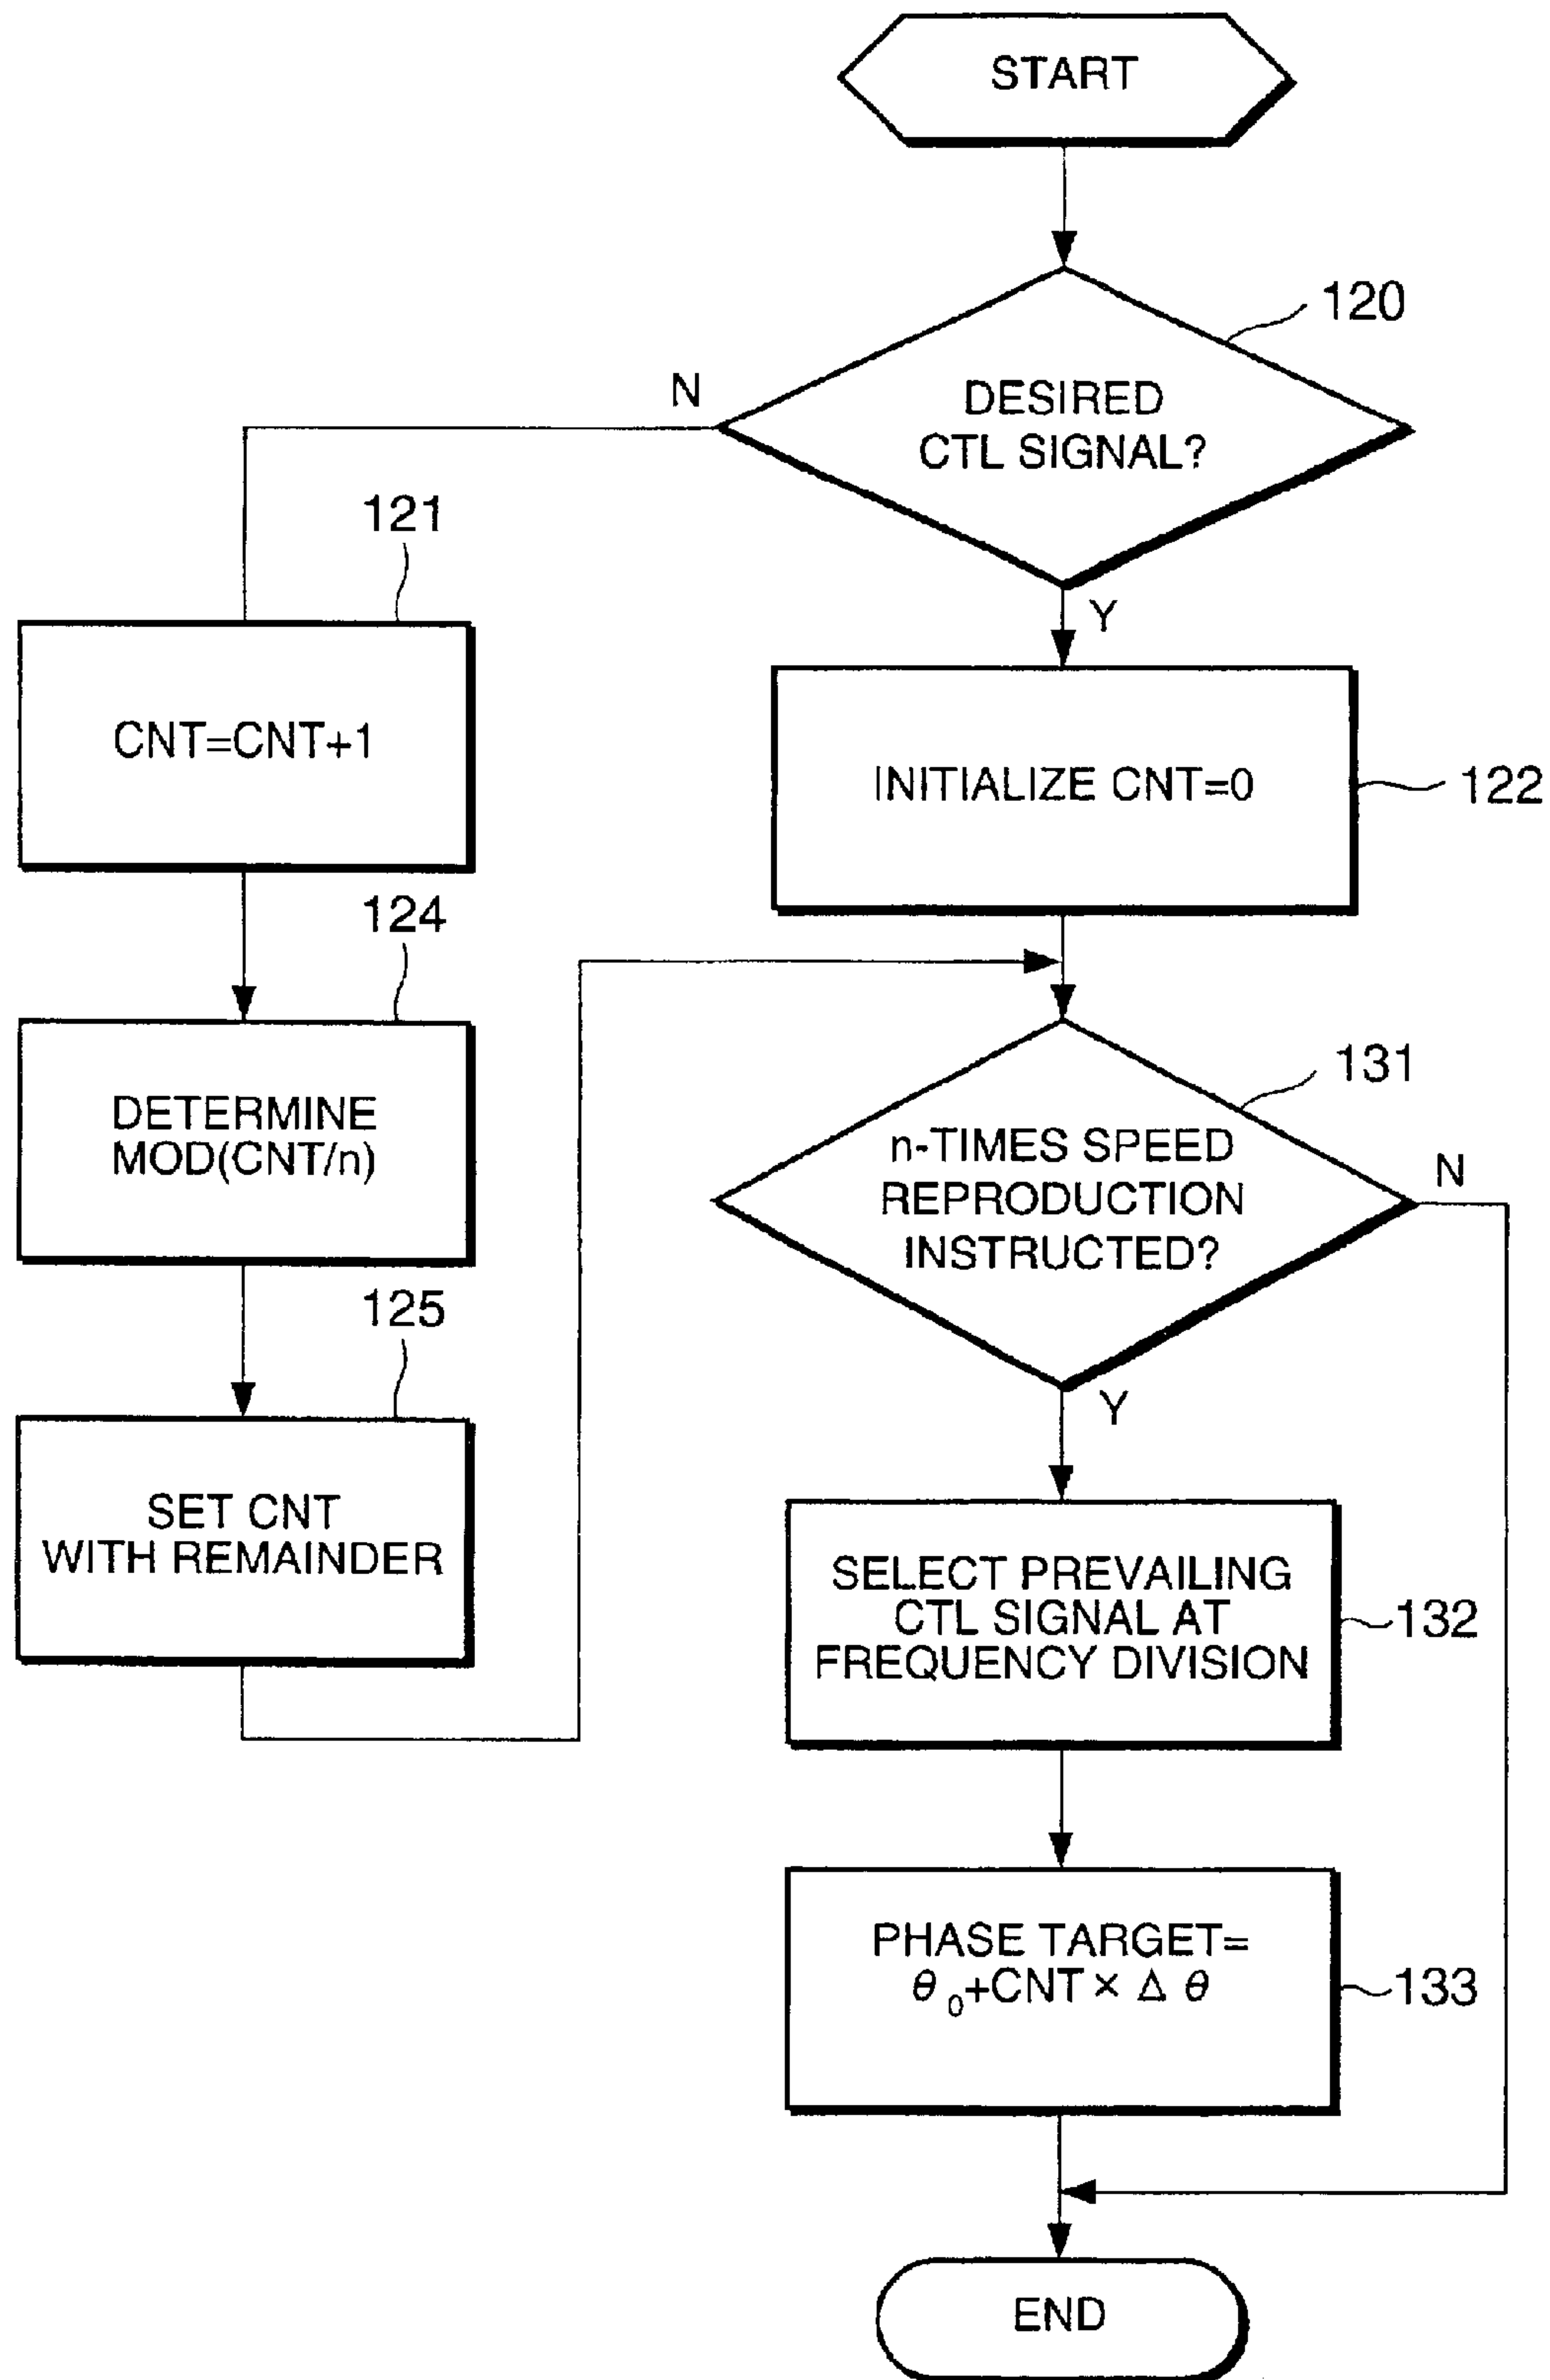 START
120
DESIRED
CTL SIGNAL?
N
Y
121
CNT=CNT+1
INITIALIZE CNT=0
122
124
DETERMINE
MOD(CNT/n)
131
n-TIMES SPEED
REPRODUCTION
INSTRUCTED?
N
Y
125
SET CNT
WITH REMAINDER
SELECT PREVAILING
CTL SIGNAL AT
FREQUENCY DIVISION
132
PHASE TARGET=
θ₀+CNT × Δ θ
133
END